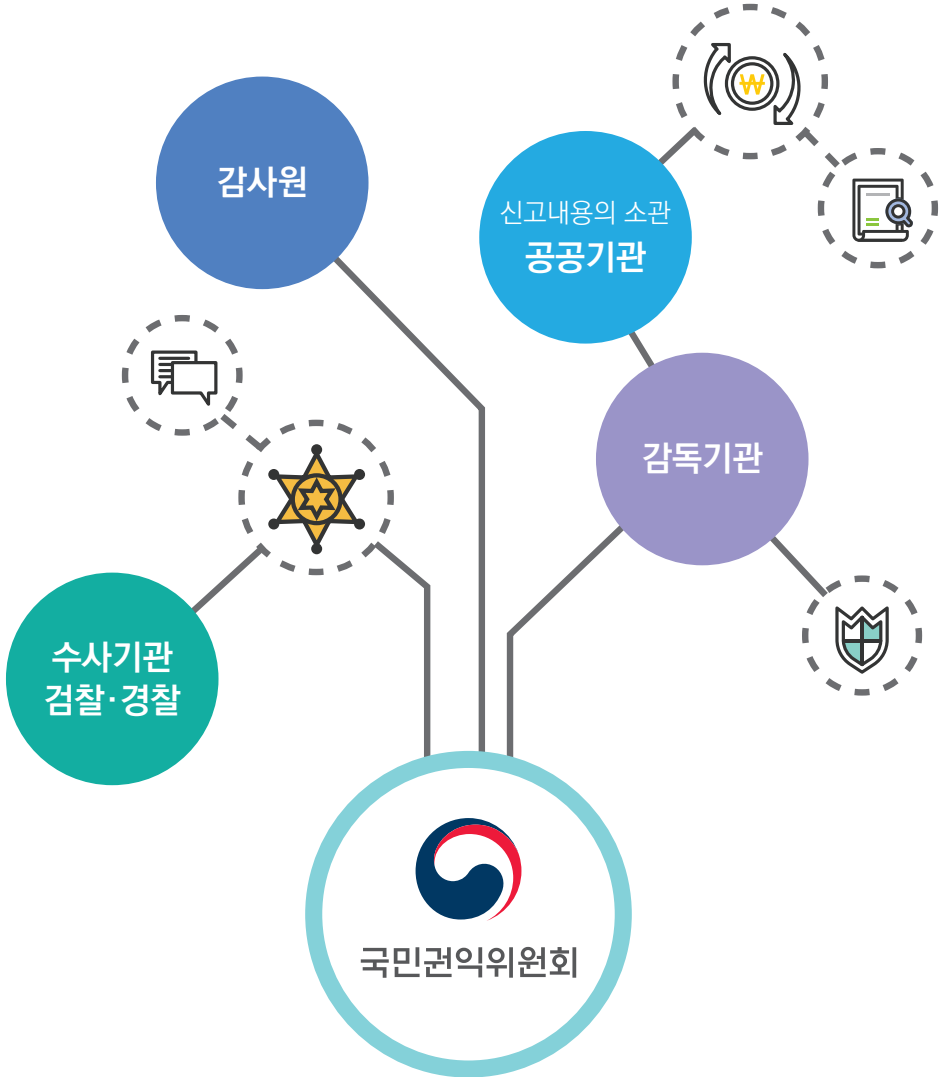 감사원
신고내용의 소관
공공기관
감독기관
수사기관
검찰·경찰
국민권익위원회